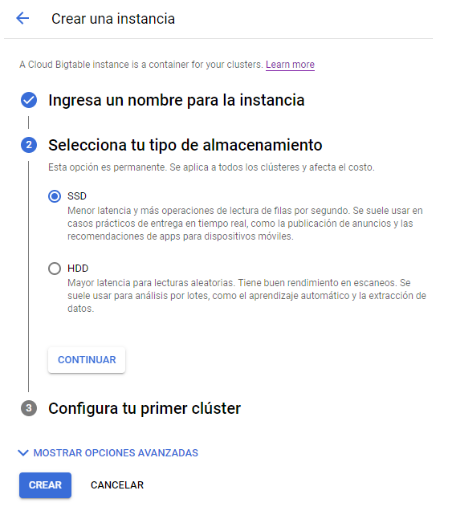 Crear una instancia
A Cloud Bigtable instance is a container for your clusters. Learn more
Ingresa un nombre para la instancia
2 Selecciona tu tipo de almacenamiento
Esta opción es permanente. Se aplica a todos los clústeres y afecta el costo.
SSD
Menor latencia y más operaciones de lectura de filas por segundo. Se suele usar en
casos prácticos de entrega en tiempo real, como la publicación de anuncios y las
recomendaciones de apps para dispositivos móviles.
HDD
Mayor latencia para lecturas aleatorias. Tiene buen rendimiento en escaneos. Se
suele usar para análisis por lotes, como el aprendizaje automático y la extracción de
datos.
CONTINUAR
3 Configura tu primer clúster
MOSTRAR OPCIONES AVANZADAS
CREAR CANCELAR